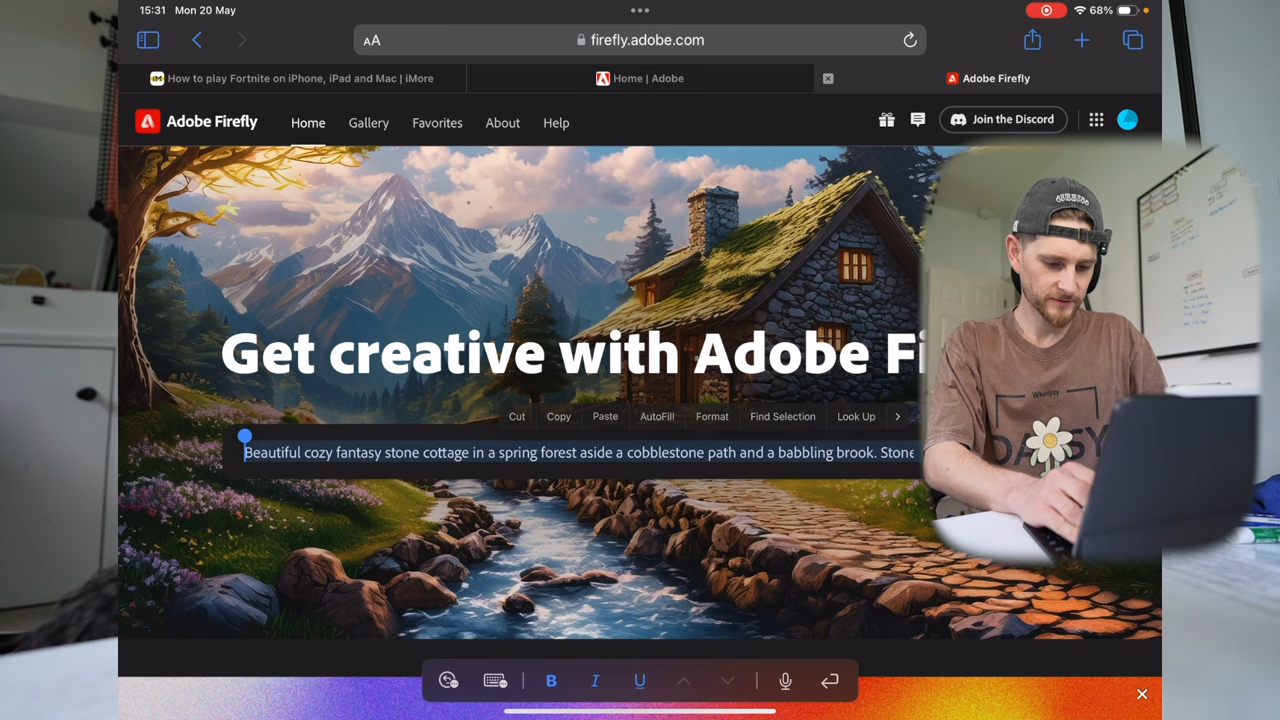 15:31 Mon 20 May
68%
AA firefly.adobe.com
iM How to play Fortnite on iPhone, iPad and Mac | iMore
Home | Adobe
Adobe Firefly
Adobe Firefly Home Gallery Favorites About Help Join the Discord
Get creative with Adobe Fi
Cut Copy Paste AutoFill Format Find Selection Look Up
Beautiful cozy fantasy stone cottage in a spring forest aside a cobblestone path and a babbling brook. Stone
DAISY
B I U